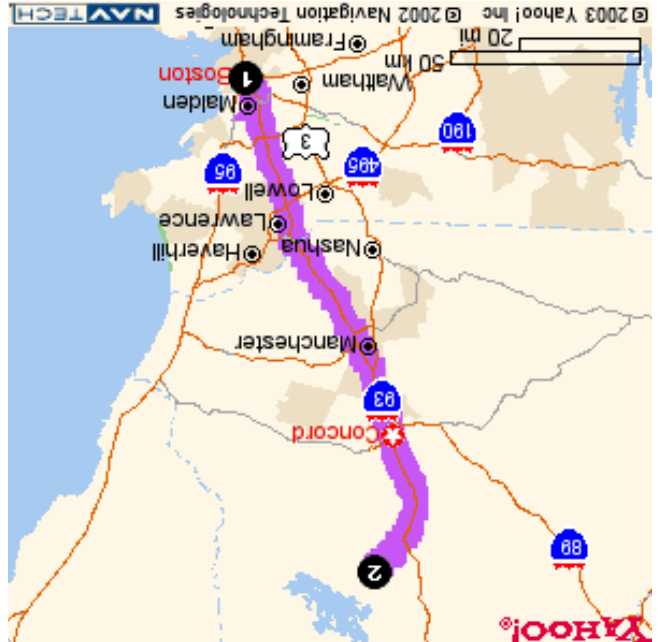 YAHOO!®
2
89
Concord
93
Manchester
Nashua
Haverhill
Lawrence
Lowell
495
95
3
190
Malden
1
Boston
Waltham
Framingham
50 km
20 mi
© 2003 Yahoo! Inc © 2002 Navigation Technologies
NAVTECH